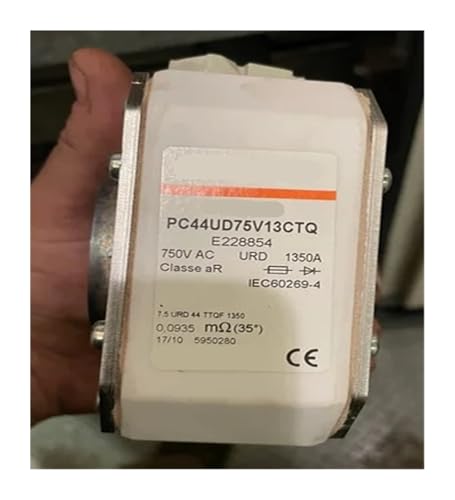 PC44UD75V13CTQ
E228854
750V AC URD 1350A
Classe aR
IEC60269-4
7,5 URD 44 TTQF 1350
0,0935 mΩ(35°)
17/10 5950280
CE